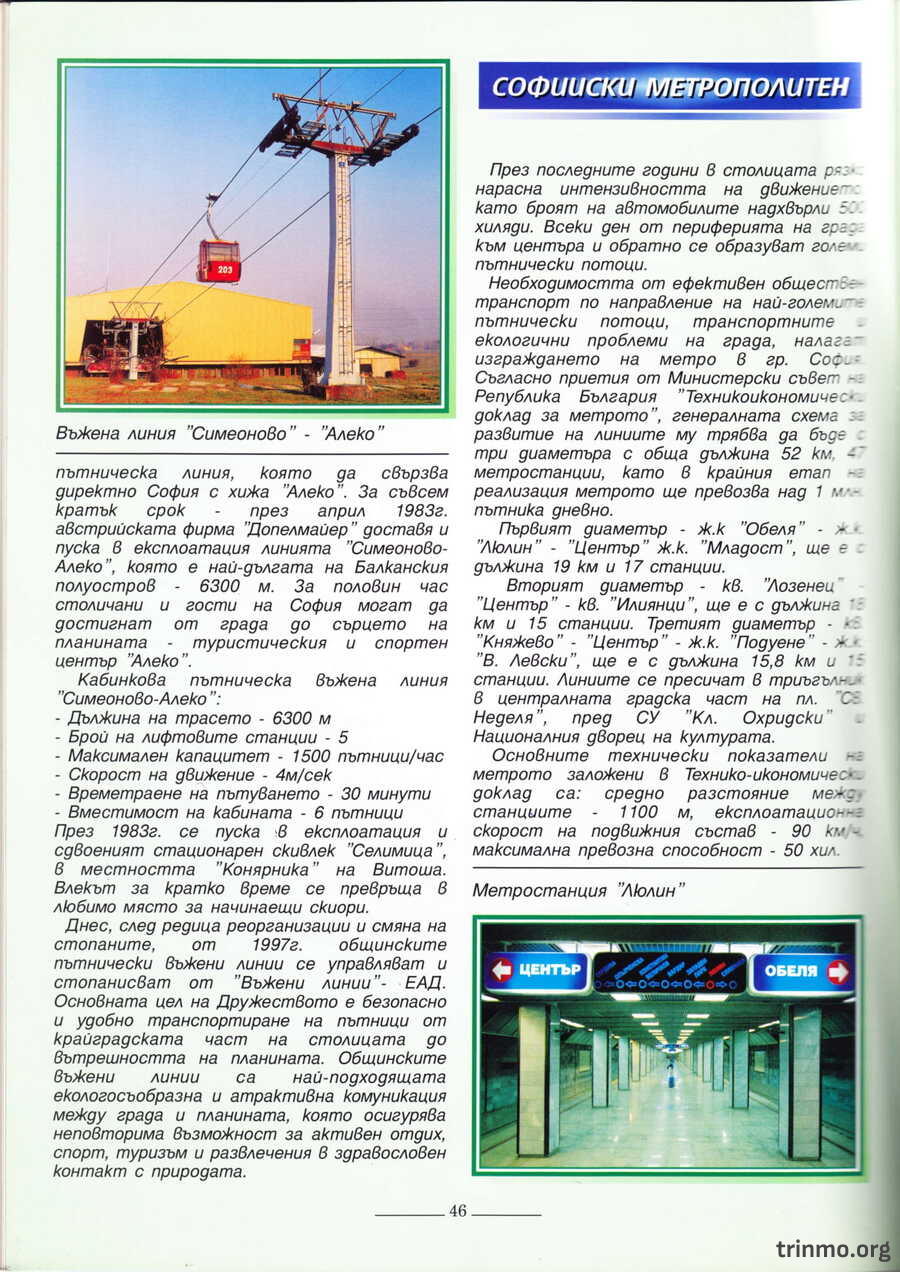 203
Въжена линия "Симеоново" - "Алеко"
пътническа линия, която да свързва
директно София с хижа "Алеко". За съвсем
кратък срок - през април 1983г.
австрийската фирма "Допелмайер" доставя и
пуска в експлоатация линията "Симеоново-
Алеко", която е най-дългата на Балканския
полуостров - 6300 м. За половин час
столичани и гости на София могат да
достигнат от града до сърцето на
планината - туристическия и спортен
център "Алеко".
Кабинкова пътническа въжена линия
"Симеоново-Алеко":
- Дължина на трасето - 6300 м
- Брой на лифтовите станции - 5
- Максимален капацитет - 1500 пътници/час
- Скорост на движение - 4м/сек
- Времетраене на пътуването - 30 минути
- Вместимост на кабината - 6 пътници
През 1983г. се пуска в експлоатация и
сдвоеният стационарен скивлек "Селимица",
в местността "Конярника" на Витоша.
Влекът за кратко време се превръща в
любимо място за начинаещи скиори.
Днес, след редица реорганизации и смяна на
стопаните, от 1997г. общинските
пътнически въжени линии се управляват и
стопанисват от "Въжени линии"- ЕАД.
Основната цел на Дружеството е безопасно
и удобно транспортиране на пътници от
крайградската част на столицата до
вътрешността на планината. Общинските
въжени линии са най-подходящата
екологосъобразна и атрактивна комуникация
между града и планината, която осигурява
неповторима възможност за активен отдих,
спорт, туризъм и развлечения в здравословен
контакт с природата.
СОФИЙСКИ МЕТРОПОЛИТЕН
През последните години в столицата рязко
нарасна интензивността на движението,
като броят на автомобилите надхвърли 500
хиляди. Всеки ден от периферията на града
към центъра и обратно се образуват големи
пътнически потоци.
Необходимостта от ефективен обществен
транспорт по направление на най-големите
пътнически потоци, транспортните и
екологични проблеми на града, налагат
изграждането на метро в гр. София.
Съгласно приетия от Министерски съвет на
Република България "Техникоикономически
доклад за метрото", генералната схема за
развитие на линиите му трябва да бъде с
три диаметъра с обща дължина 52 км, 47
метростанции, като в крайния етап на
реализация метрото ще превозва над 1 млн.
пътника дневно.
Първият диаметър - ж.к "Обеля" - ж.к.
"Люлин" - "Център" ж.к. "Младост", ще е с
дължина 19 км и 17 станции.
Вторият диаметър - кв. "Лозенец" -
"Център" - кв. "Илиянци", ще е с дължина
км и 15 станции. Третият диаметър - кв.
"Княжево" - "Център" - ж.к. "Подуене" - ж.к.
"В. Левски", ще е с дължина 15,8 км и 15
станции. Линиите се пресичат в триъгълник
в централната градска част на пл. "Св.
Неделя", пред СУ "Кл. Охридски" и
Националния дворец на културата.
Основните технически показатели на
метрото заложени в Технико-икономически
доклад са: средно разстояние между
станциите - 1100 м, експлоатационна
скорост на подвижния състав - 90 км/ч,
максимална превозна способност - 50 хил.
Метростанция "Люлин"
ЦЕНТЪР
ОБЕЛЯ
46
trinmo.org